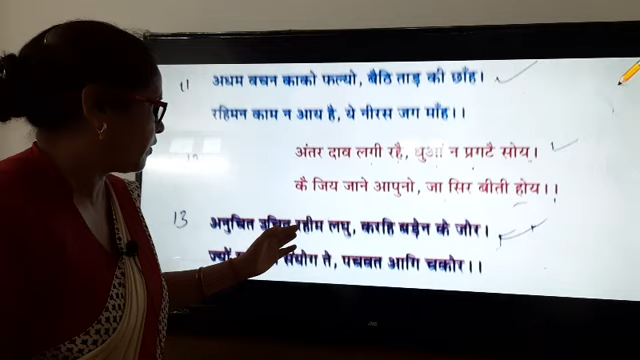 11 अधम बचन काको फल्यो, बैठि ताड़ की छाँह।
रहिमन काम न आय है, ये नीरस जग माँह।।
अंतर दाव लगी रहै, धुआं न प्रगटै सोय।
कै जिय जाने आपुनो, जा सिर बीती होय।।
13 अनुचित उचित रहीम लघु, करहि बड़ेन के जोर।
ज्यों संयोग ते, पचवत आगि चकोर।।